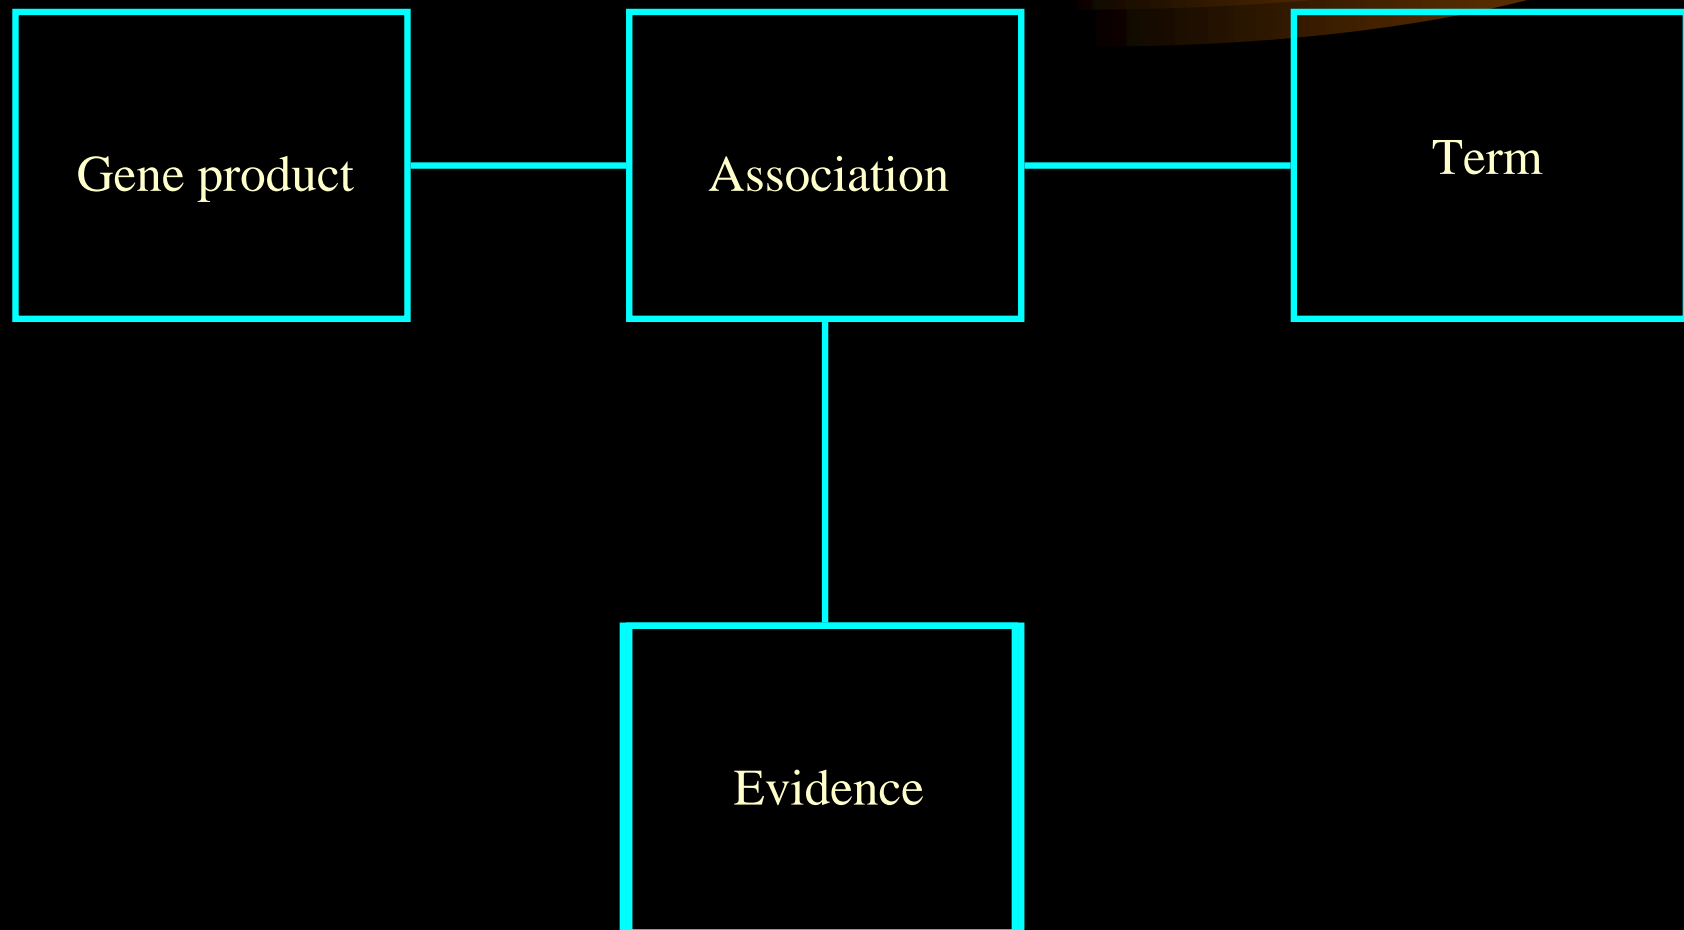 Gene product
Association
Term
Evidence